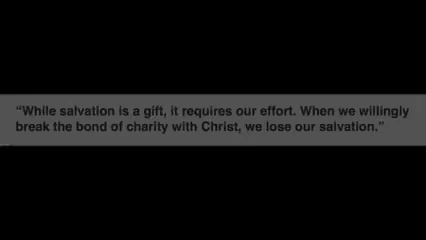 “While salvation is a gift, it requires our effort. When we willingly
break the bond of charity with Christ, we lose our salvation.”